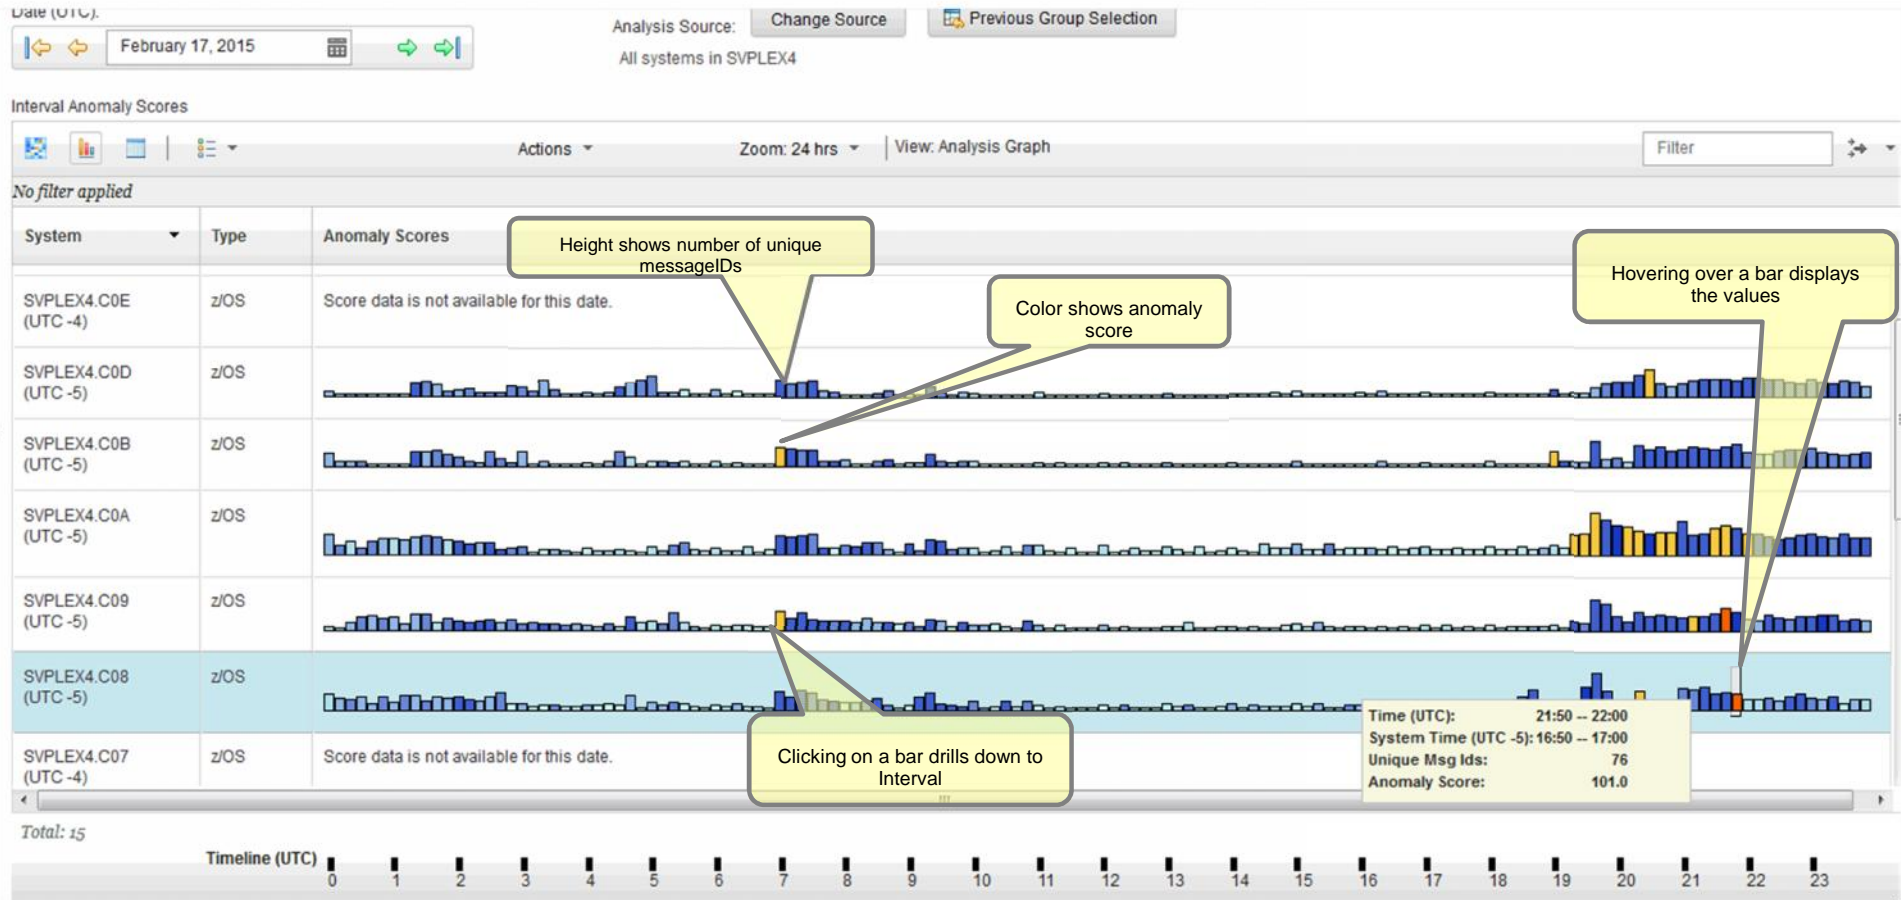 Date (UTC):
February 17, 2015
Analysis Source:
Change Source
Previous Group Selection
All systems in SVPLEX4
Interval Anomaly Scores
Actions
Zoom: 24 hrs
View: Analysis Graph
Filter
No filter applied
System
Type
Anomaly Scores
Height shows number of unique
messageIDs
Color shows anomaly
score
Hovering over a bar displays
the values
SVPLEX4.C0E
(UTC -4)
z/OS
Score data is not available for this date.
SVPLEX4.C0D
(UTC -5)
z/OS
SVPLEX4.C0B
(UTC -5)
z/OS
SVPLEX4.C0A
(UTC -5)
z/OS
SVPLEX4.C09
(UTC -5)
z/OS
SVPLEX4.C08
(UTC -5)
z/OS
Time (UTC): 21:50 -- 22:00
System Time (UTC -5): 16:50 -- 17:00
Unique Msg Ids: 76
Anomaly Score: 101.0
Clicking on a bar drills down to
Interval
SVPLEX4.C07
(UTC -4)
z/OS
Score data is not available for this date.
Total: 15
Timeline (UTC)
0 1 2 3 4 5 6 7 8 9 10 11 12 13 14 15 16 17 18 19 20 21 22 23